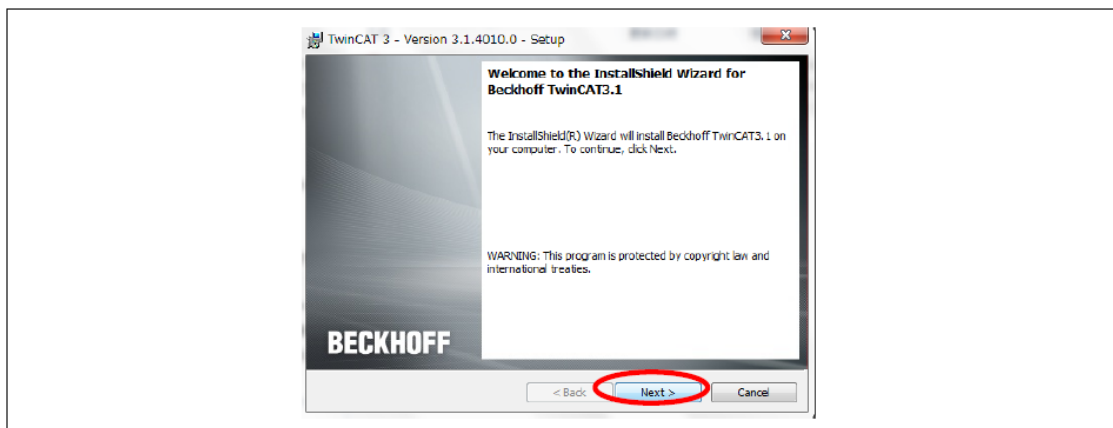 TwinCAT 3 - Version 3.1.4010.0 - Setup
Welcome to the InstallShield Wizard for
Beckhoff TwinCAT3.1
The InstallShield(R) Wizard will install Beckhoff TwinCAT3.1 on
your computer. To continue, click Next.
WARNING: This program is protected by copyright law and
international treaties.
BECKHOFF
< Back Next > Cancel